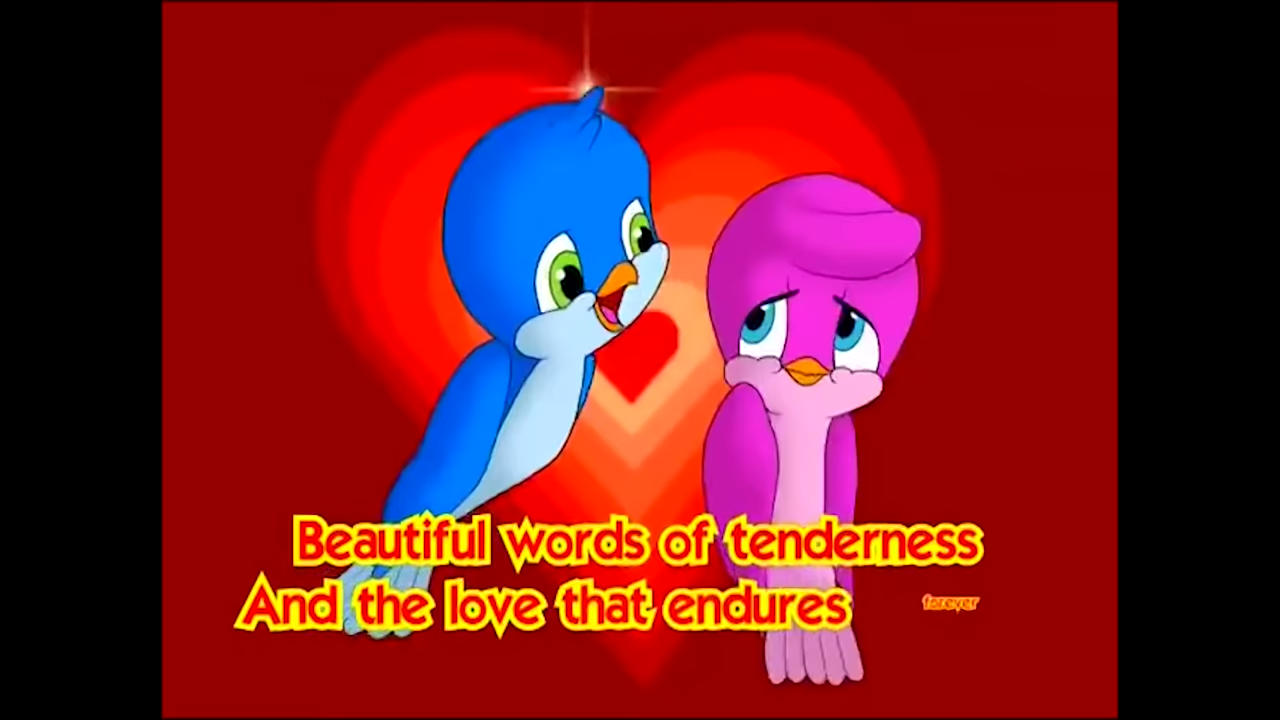 Beautiful words of tenderness
And the love that endures forever